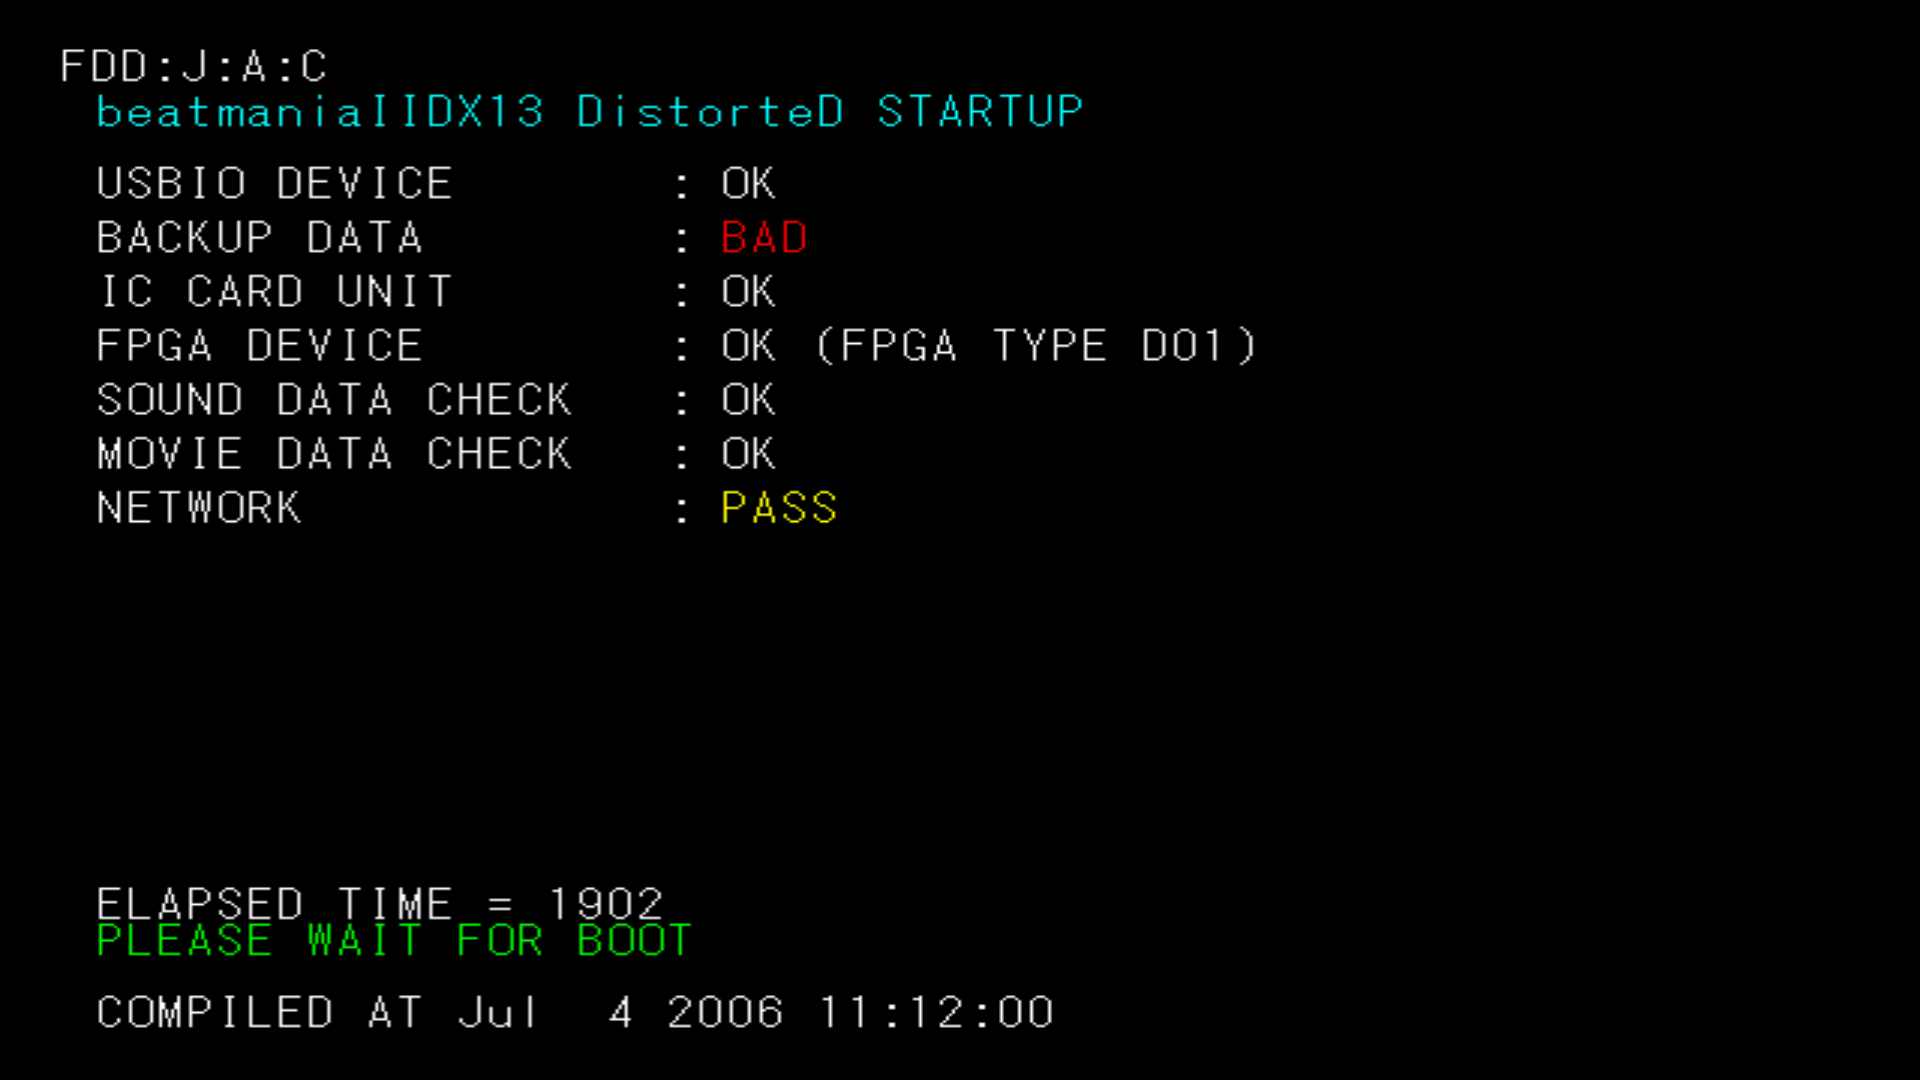 FDD:J:A:C
beatmaniaIIDX13 DistorteD STARTUP
USBIO DEVICE : OK
BACKUP DATA : BAD
IC CARD UNIT : OK
FPGA DEVICE : OK (FPGA TYPE D01)
SOUND DATA CHECK : OK
MOVIE DATA CHECK : OK
NETWORK : PASS
ELAPSED TIME = 1902
PLEASE WAIT FOR BOOT
COMPILED AT Jul  4 2006 11:12:00